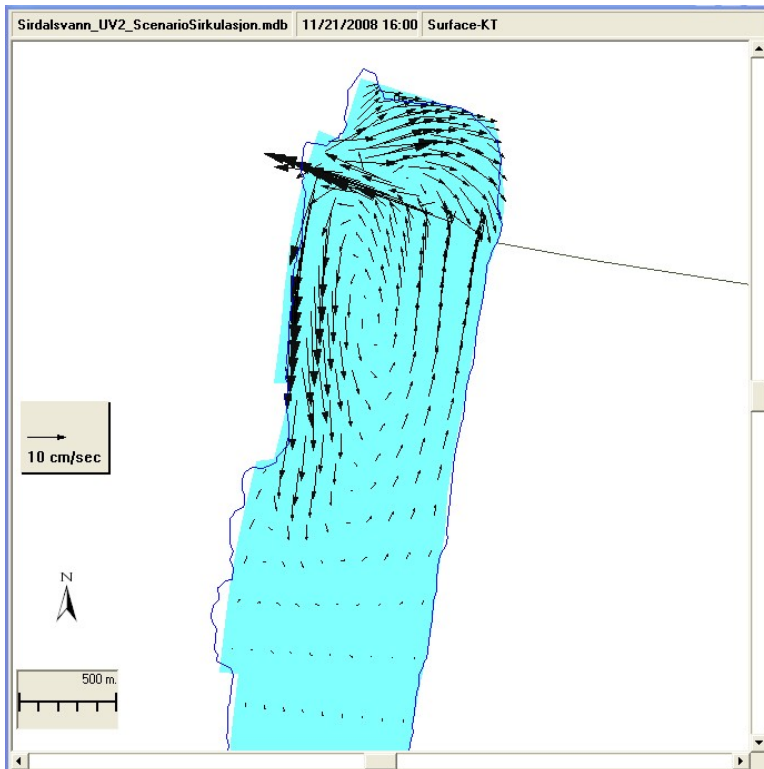 Sirdalsvann_UV2_ScenarioSirkulasjon.mdb 11/21/2008 16:00 Surface-KT
10 cm/sec
N
500 m.